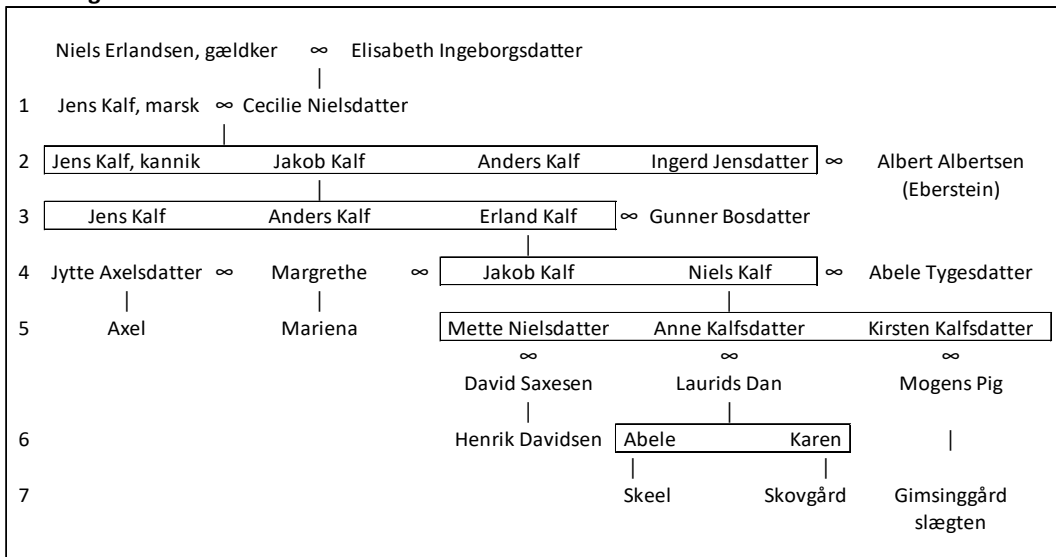 Niels Erlandsen, gældker ∞ Elisabeth Ingeborgsdatter
|
1 Jens Kalf, marsk ∞ Cecilie Nielsdatter
|
2 Jens Kalf, kannik Jakob Kalf Anders Kalf Ingerd Jensdatter ∞ Albert Albertsen
| (Eberstein)
3 Jens Kalf Anders Kalf Erland Kalf ∞ Gunner Bosdatter
|
4 Jytte Axelsdatter ∞ Margrethe ∞ Jakob Kalf Niels Kalf ∞ Abele Tygesdatter
| | |
5 Axel Mariena Mette Nielsdatter Anne Kalfsdatter Kirsten Kalfsdatter
∞ ∞ ∞
David Saxesen Laurids Dan Mogens Pig
| |
6 Henrik Davidsen Abele Karen |
| |
7 Skeel Skovgård Gimsinggård
slægten